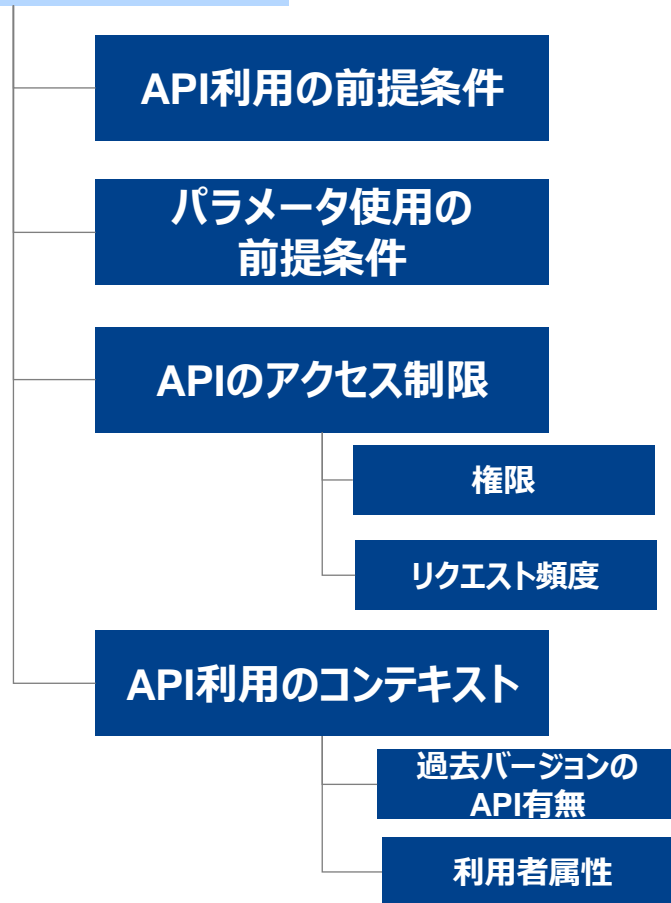 API利用の前提条件
パラメータ使用の
前提条件
APIのアクセス制限
権限
リクエスト頻度
API利用のコンテキスト
過去バージョンの
API有無
利用者属性